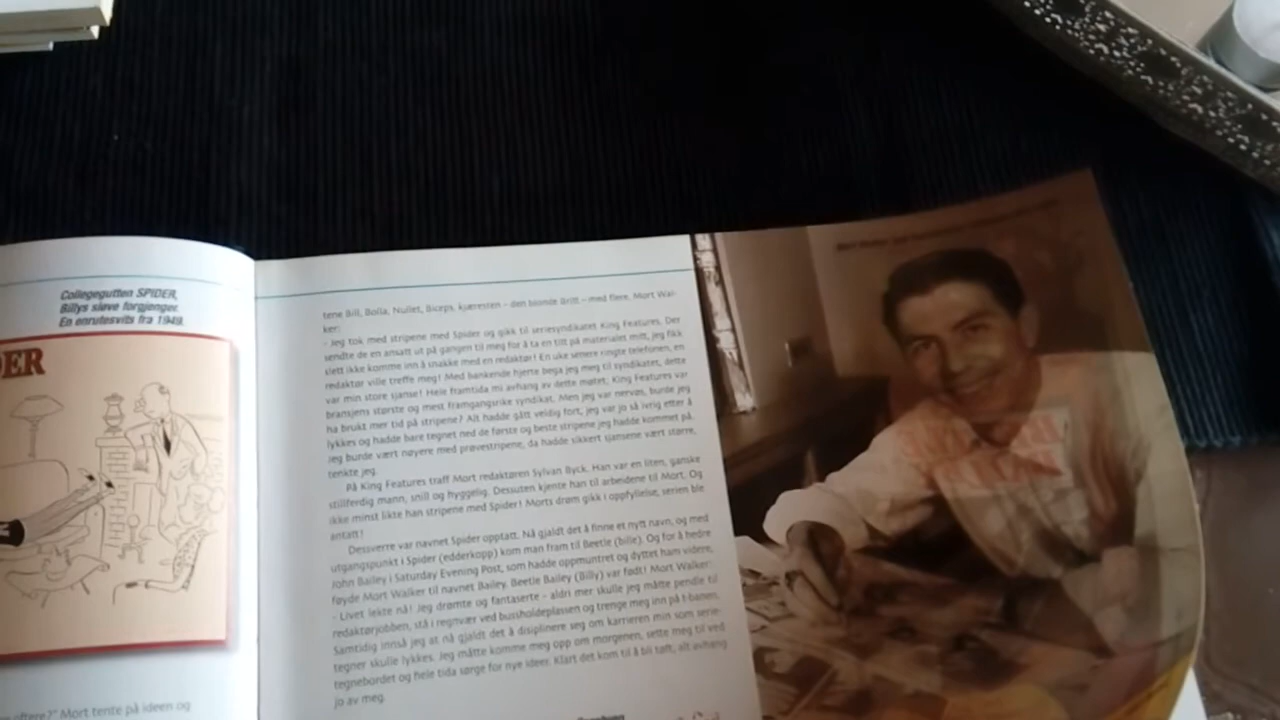 Collegegutten SPIDER,
Billys sløve forgjenger.
En enrutesvits fra 1949.
DER
oftere?" Mort tente på ideen og
tene Bill, Bolla, Nullet, Biceps, kjæresten – den blonde Britt – med flere. Mort Wal-
ker:
- Jeg tok med stripene med Spider og gikk til seriesyndikatet King Features. Der
sendte de en ansatt ut på gangen til meg for å ta en titt på materialet mitt, jeg fikk
slett ikke komme inn å snakke med en redaktør! En uke senere ringte telefonen, en
redaktør ville treffe meg! Med bankende hjerte bega jeg meg til syndikatet, dette
var min store sjanse! Hele framtida mi avhang av dette møtet; King Features var
bransjens største og mest framgangsrike syndikat. Men jeg var nervøs, burde jeg
ha brukt mer tid på stripene? Alt hadde gått veldig fort, jeg var jo så ivrig etter å
lykkes og hadde bare tegnet ned de første og beste stripene jeg hadde kommet på.
Jeg burde vært nøyere med prøvestripene, da hadde sikkert sjansene vært større,
tenkte jeg.
På King Features traff Mort redaktøren Sylvan Byck. Han var en liten, ganske
stillferdig mann, snill og hyggelig. Dessuten kjente han til arbeidene til Mort. Og
ikke minst likte han stripene med Spider! Morts drøm gikk i oppfyllelse, serien ble
antatt!
Dessverre var navnet Spider opptatt. Nå gjaldt det å finne et nytt navn, og med
utgangspunkt i Spider (edderkopp) kom man fram til Beetle (bille). Og for å hedre
John Bailey i Saturday Evening Post, som hadde oppmuntret og dyttet ham videre,
føyde Mort Walker til navnet Bailey. Beetle Bailey (Billy) var født! Mort Walker:
- Livet lekte nå! Jeg drømte og fantaserte – aldri mer skulle jeg måtte pendle til
redaktørjobben, stå i regnvær ved bussholdeplassen og trenge meg inn på t-banen.
Samtidig innså jeg at nå gjaldt det å disiplinere seg om karrieren min som serie-
tegner skulle lykkes. Jeg måtte komme meg opp om morgenen, sette meg til ved
tegnebordet og hele tida sørge for nye ideer. Klart det kom til å bli tøft, alt avhang
jo av meg.